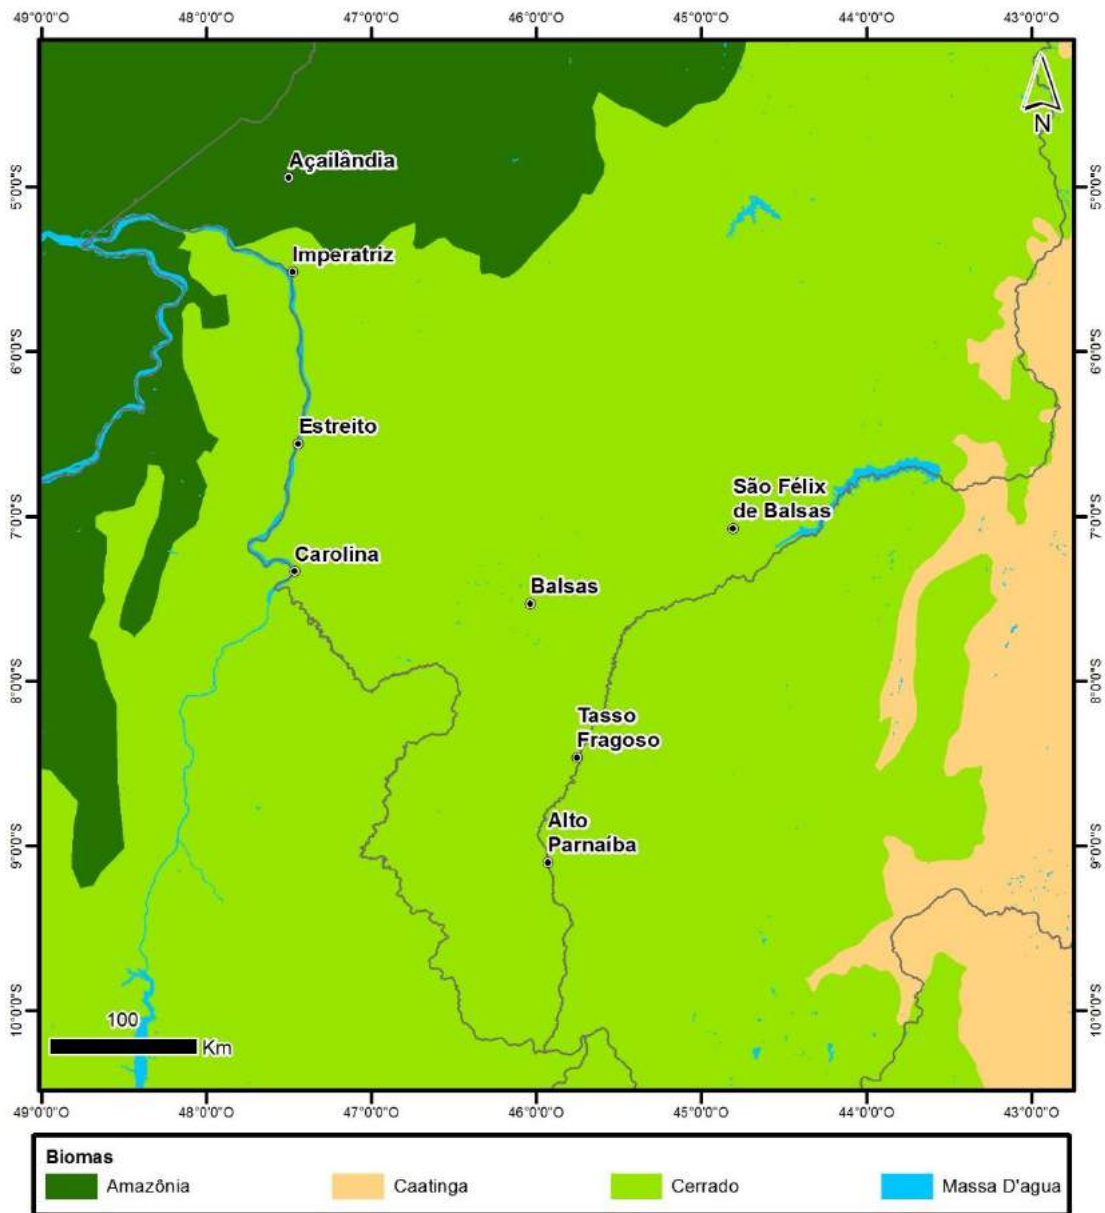 49°0'0"O 48°0'0"O 47°0'0"O 46°0'0"O 45°0'0"O 44°0'0"O 43°0'0"O
N
Açailândia
5°0'0"S 5°0'0"S
Imperatriz
6°0'0"S 6°0'0"S
Estreito
São Félix
de Balsas
7°0'0"S 7°0'0"S
Carolina
Balsas
8°0'0"S 8°0'0"S
Tasso
Fragoso
Alto
Parnaíba
9°0'0"S 9°0'0"S
10°0'0"S 10°0'0"S
100
Km
49°0'0"O 48°0'0"O 47°0'0"O 46°0'0"O 45°0'0"O 44°0'0"O 43°0'0"O
Biomas
Amazônia Caatinga Cerrado Massa D'agua